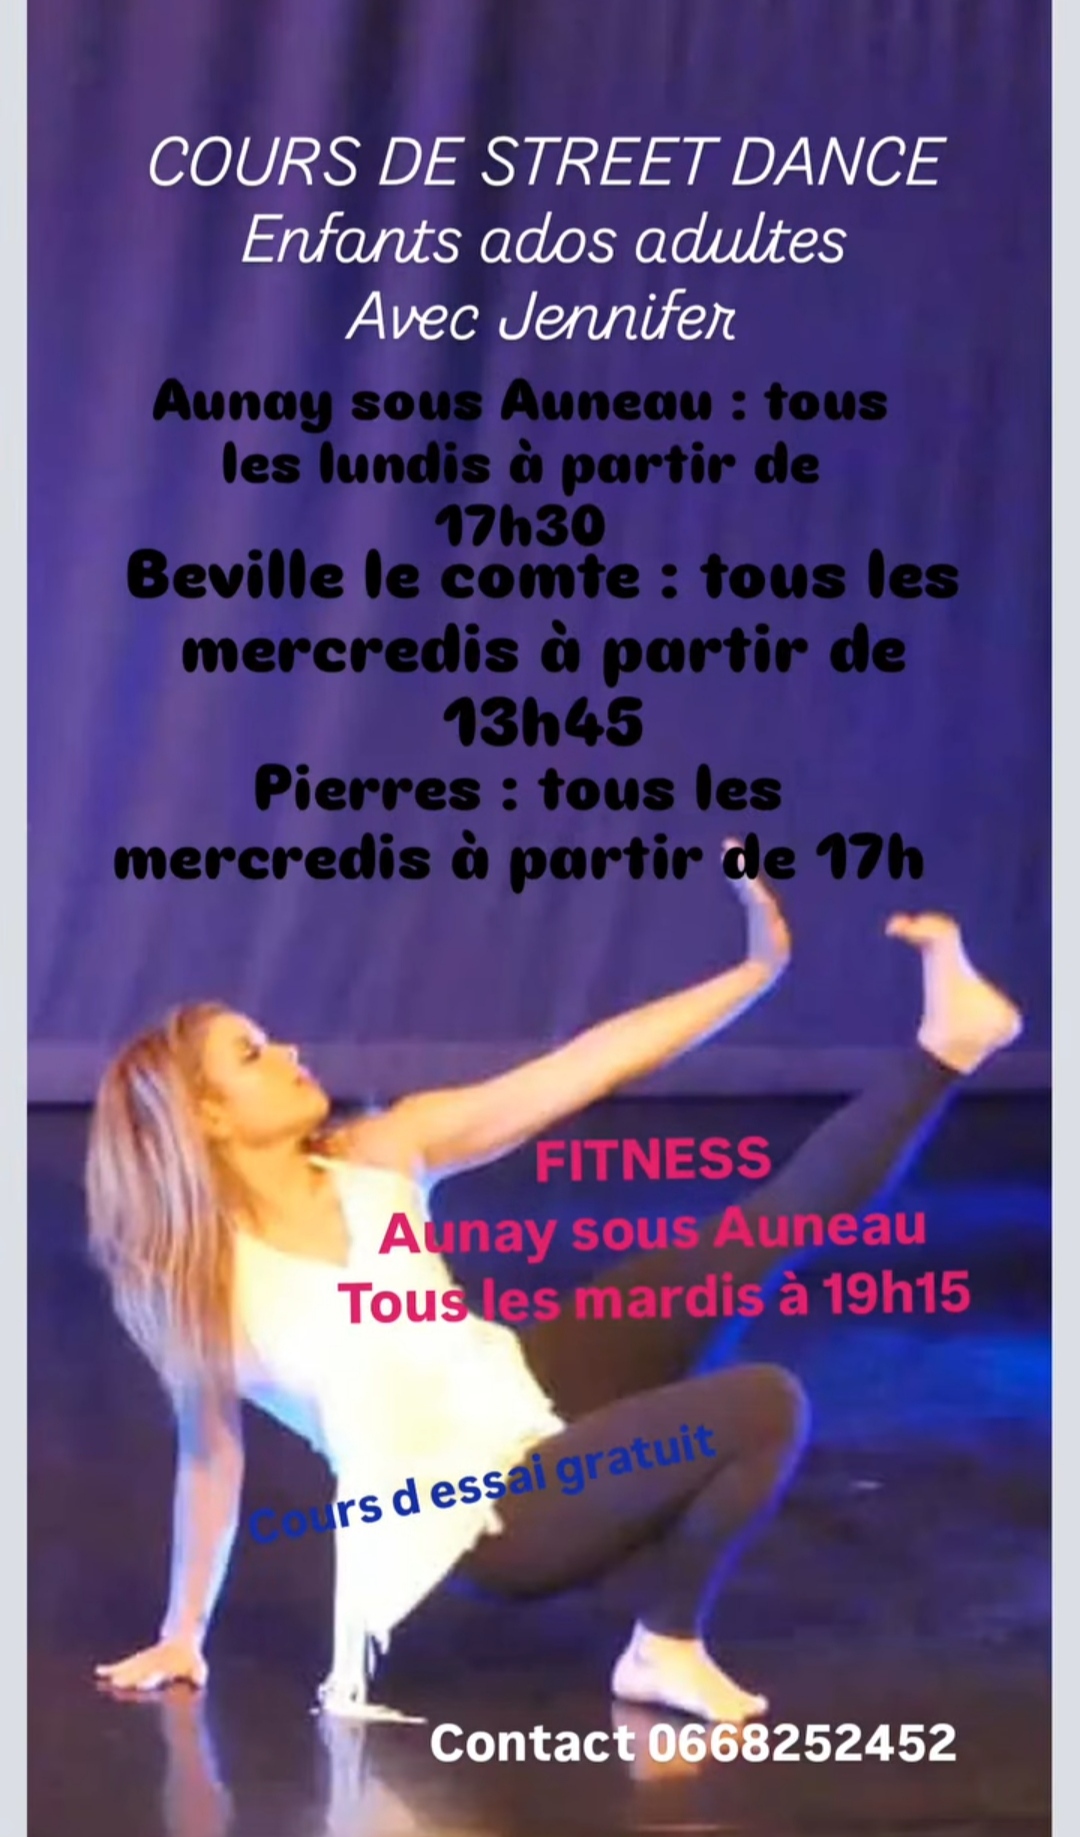 COURS DE STREET DANCE
Enfants ados adultes
Avec Jennifer
Aunay sous Auneau : tous
les lundis à partir de
17h30
Beville le comte : tous les
mercredis à partir de
13h45
Pierres : tous les
mercredis à partir de 17h
FITNESS
Aunay sous Auneau
Tous les mardis à 19h15
Cours d essai gratuit
Contact 0668252452